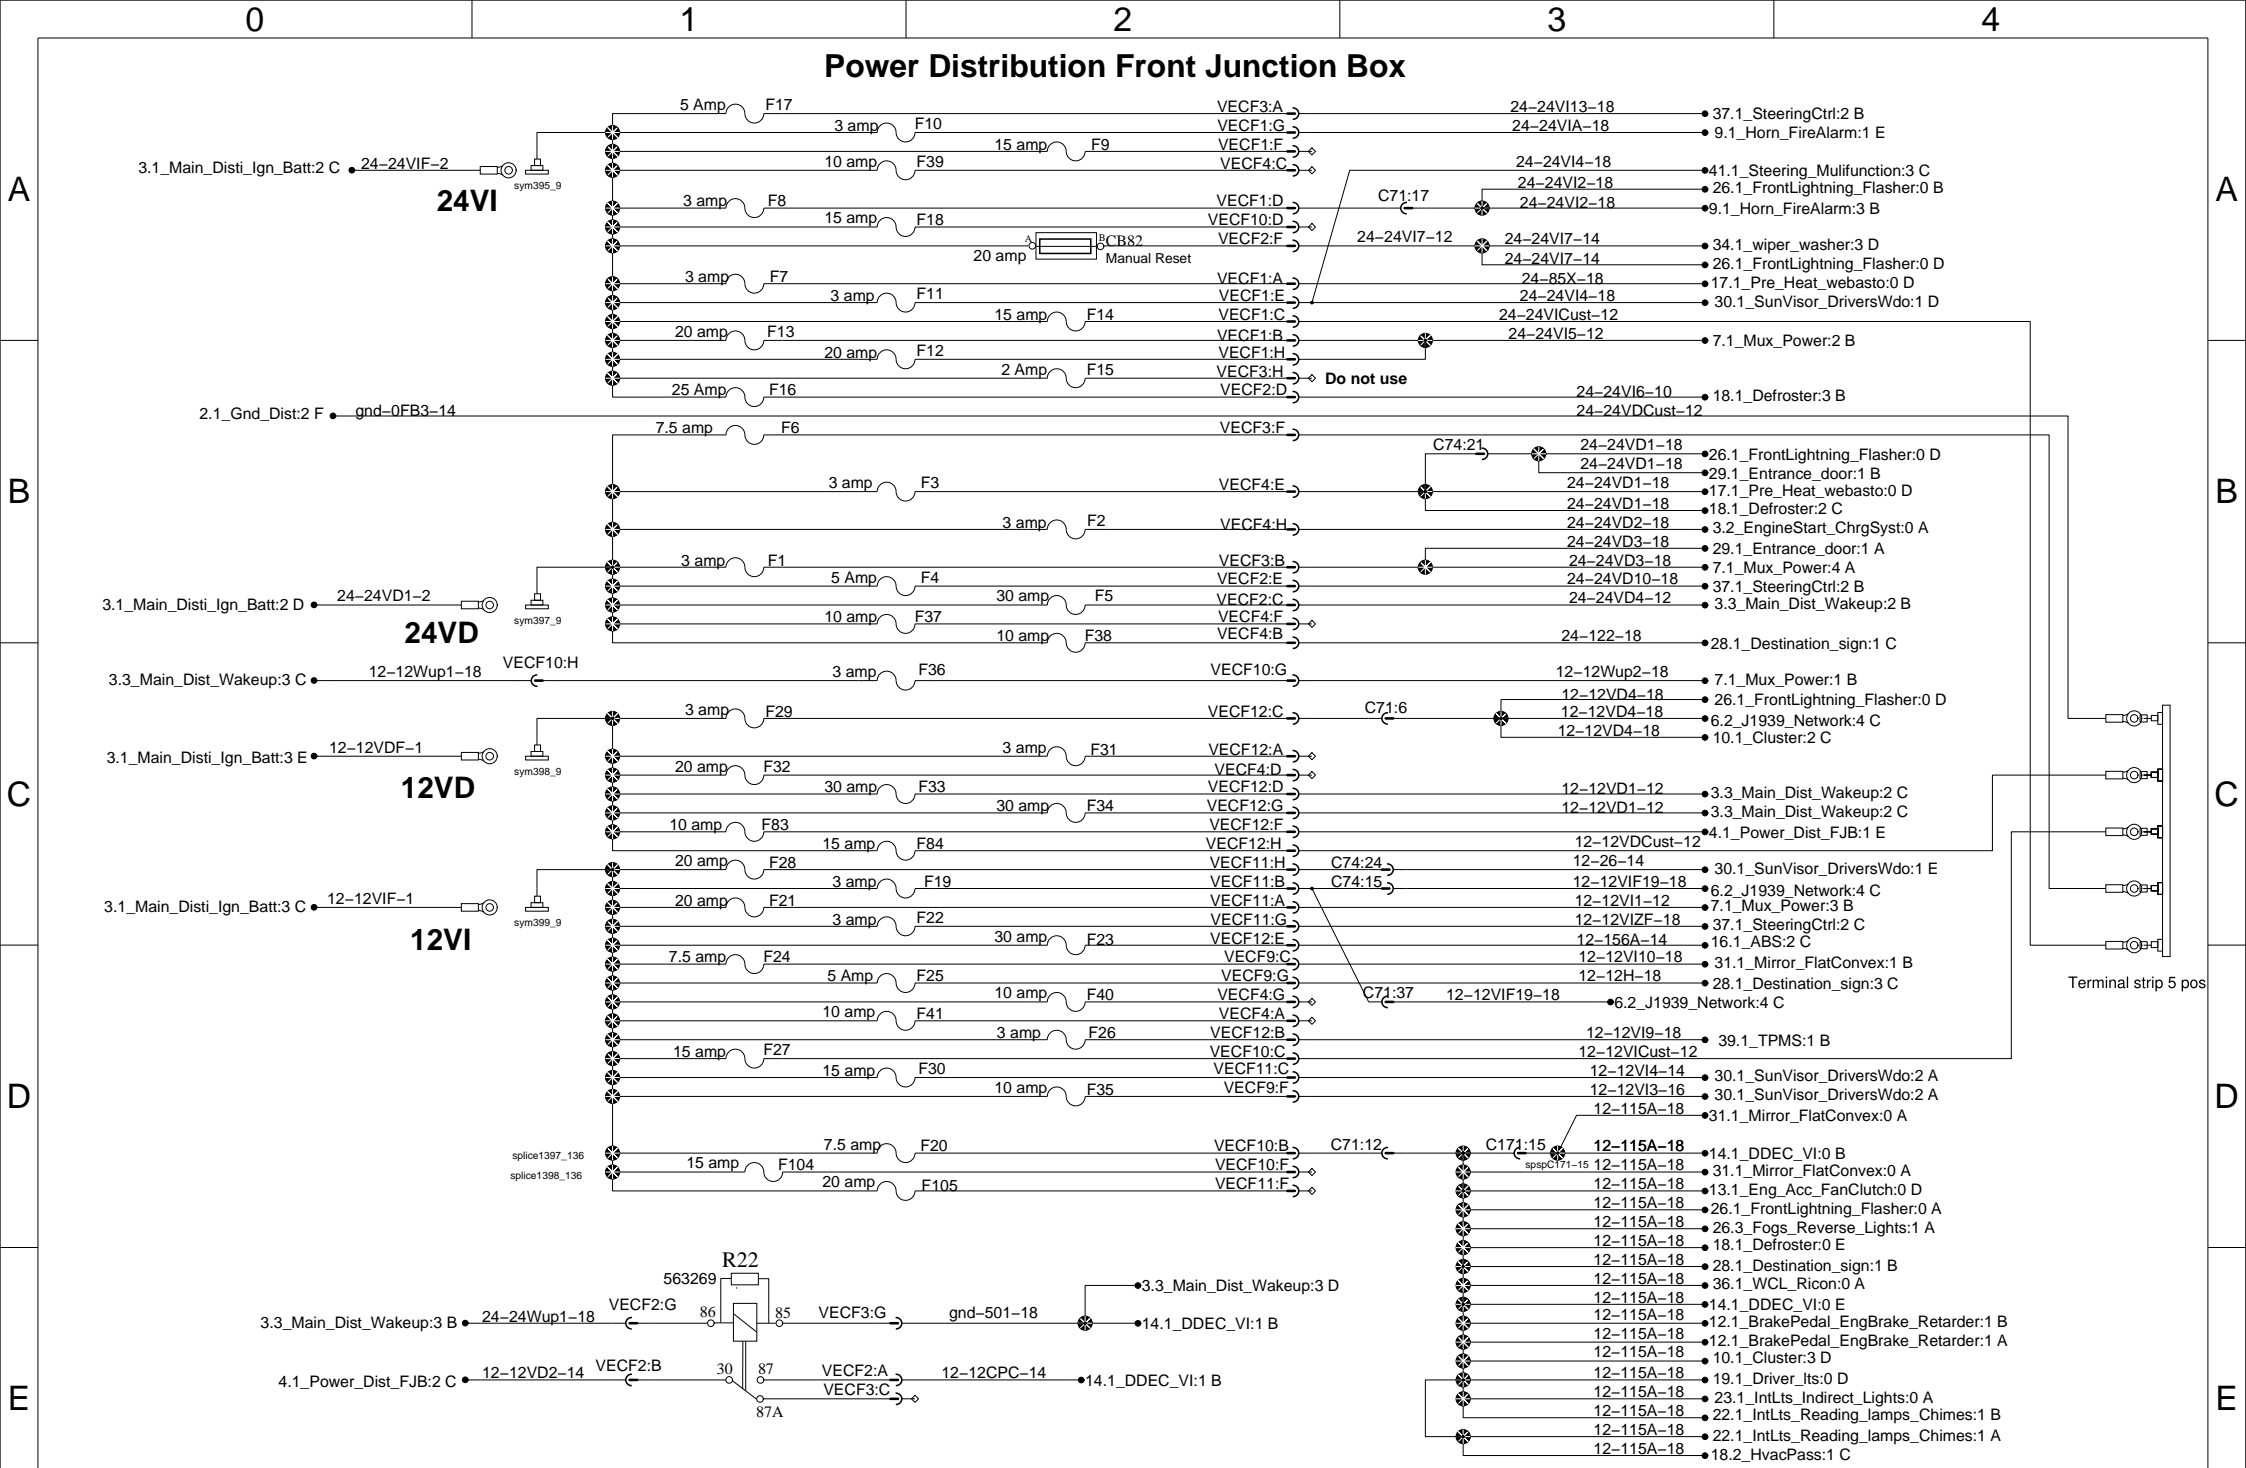 0 1 2 3 4
Power Distribution Front Junction Box
A A
5 Amp F17 VECF3:A 24-24VI13-18 37.1_SteeringCtrl:2 B
3 amp F10 VECF1:G 24-24VIA-18 9.1_Horn_FireAlarm:1 E
15 amp F9 VECF1:F
3.1_Main_Disti_Ign_Batt:2 C 24-24VIF-2 sym395_9 10 amp F39 VECF4:C 24-24VI4-18 41.1_Steering_Mulifunction:3 C
24VI
24-24VI2-18 26.1_FrontLightning_Flasher:0 B
3 amp F8 VECF1:D C71:17 24-24VI2-18 9.1_Horn_FireAlarm:3 B
15 amp F18 VECF10:D
20 amp A B CB82 Manual Reset VECF2:F 24-24VI7-12 24-24VI7-14 34.1_wiper_washer:3 D
24-24VI7-14 26.1_FrontLightning_Flasher:0 D
3 amp F7 VECF1:A 24-85X-18 17.1_Pre_Heat_webasto:0 D
3 amp F11 VECF1:E 24-24VI4-18 30.1_SunVisor_DriversWdo:1 D
15 amp F14 VECF1:C 24-24VICust-12
20 amp F13 VECF1:B 24-24VI5-12 7.1_Mux_Power:2 B
20 amp F12 VECF1:H
2 Amp F15 VECF3:H Do not use
25 Amp F16 VECF2:D 24-24VI6-10 18.1_Defroster:3 B
2.1_Gnd_Dist:2 F gnd-0FB3-14 24-24VDCust-12
7.5 amp F6 VECF3:F
B B
C74:21 24-24VD1-18 26.1_FrontLightning_Flasher:0 D
24-24VD1-18 29.1_Entrance_door:1 B
3 amp F3 VECF4:E 24-24VD1-18 17.1_Pre_Heat_webasto:0 D
24-24VD1-18 18.1_Defroster:2 C
3 amp F2 VECF4:H 24-24VD2-18 3.2_EngineStart_ChrgSyst:0 A
24-24VD3-18 29.1_Entrance_door:1 A
3 amp F1 VECF3:B 24-24VD3-18 7.1_Mux_Power:4 A
5 Amp F4 VECF2:E 24-24VD10-18 37.1_SteeringCtrl:2 B
3.1_Main_Disti_Ign_Batt:2 D 24-24VD1-2 sym397_9 30 amp F5 VECF2:C 24-24VD4-12 3.3_Main_Dist_Wakeup:2 B
24VD
10 amp F37 VECF4:F
10 amp F38 VECF4:B 24-122-18 28.1_Destination_sign:1 C
3.3_Main_Dist_Wakeup:3 C 12-12Wup1-18 VECF10:H 3 amp F36 VECF10:G 12-12Wup2-18 7.1_Mux_Power:1 B
12-12VD4-18 26.1_FrontLightning_Flasher:0 D
3 amp F29 VECF12:C C71:6 12-12VD4-18 6.2_J1939_Network:4 C
12-12VD4-18 10.1_Cluster:2 C
3.1_Main_Disti_Ign_Batt:3 E 12-12VDF-1 sym398_9 3 amp F31 VECF12:A
12VD
20 amp F32 VECF4:D
C C
30 amp F33 VECF12:D 12-12VD1-12 3.3_Main_Dist_Wakeup:2 C
30 amp F34 VECF12:G 12-12VD1-12 3.3_Main_Dist_Wakeup:2 C
10 amp F83 VECF12:F 4.1_Power_Dist_FJB:1 E
15 amp F84 VECF12:H 12-12VDCust-12
20 amp F28 VECF11:H C74:24 12-26-14 30.1_SunVisor_DriversWdo:1 E
3 amp F19 VECF11:B C74:15 12-12VIF19-18 6.2_J1939_Network:4 C
3.1_Main_Disti_Ign_Batt:3 C 12-12VIF-1 sym399_9 20 amp F21 VECF11:A 12-12VI1-12 7.1_Mux_Power:3 B
12VI
3 amp F22 VECF11:G 12-12VIZF-18 37.1_SteeringCtrl:2 C
30 amp F23 VECF12:E 12-156A-14 16.1_ABS:2 C
7.5 amp F24 VECF9:C 12-12VI10-18 31.1_Mirror_FlatConvex:1 B
5 Amp F25 VECF9:G 12-12H-18 28.1_Destination_sign:3 C
Terminal strip 5 pos
10 amp F40 VECF4:G C71:37 12-12VIF19-18 6.2_J1939_Network:4 C
10 amp F41 VECF4:A
3 amp F26 VECF12:B 12-12VI9-18 39.1_TPMS:1 B
15 amp F27 VECF10:C 12-12VICust-12
15 amp F30 VECF11:C 12-12VI4-14 30.1_SunVisor_DriversWdo:2 A
D D
10 amp F35 VECF9:F 12-12VI3-16 30.1_SunVisor_DriversWdo:2 A
12-115A-18 31.1_Mirror_FlatConvex:0 A
splice1397_136 7.5 amp F20 VECF10:B C71:12 C171:15 spspC171-15 12-115A-18 14.1_DDEC_VI:0 B
splice1398_136 15 amp F104 VECF10:F 12-115A-18 31.1_Mirror_FlatConvex:0 A
20 amp F105 VECF11:F 12-115A-18 13.1_Eng_Acc_FanClutch:0 D
12-115A-18 26.1_FrontLightning_Flasher:0 A
12-115A-18 26.3_Fogs_Reverse_Lights:1 A
12-115A-18 18.1_Defroster:0 E
R22 12-115A-18 28.1_Destination_sign:1 B
563269 3.3_Main_Dist_Wakeup:3 D 12-115A-18 36.1_WCL_Ricon:0 A
12-115A-18 14.1_DDEC_VI:0 E
3.3_Main_Dist_Wakeup:3 B 24-24Wup1-18 VECF2:G 86 85 VECF3:G gnd-501-18 14.1_DDEC_VI:1 B 12-115A-18 12.1_BrakePedal_EngBrake_Retarder:1 B
12-115A-18 12.1_BrakePedal_EngBrake_Retarder:1 A
12-115A-18 10.1_Cluster:3 D
4.1_Power_Dist_FJB:2 C 12-12VD2-14 VECF2:B 30 87 VECF2:A 12-12CPC-14 14.1_DDEC_VI:1 B 12-115A-18 19.1_Driver_lts:0 D
E E
87A VECF3:C 12-115A-18 23.1_IntLts_Indirect_Lights:0 A
12-115A-18 22.1_IntLts_Reading_lamps_Chimes:1 B
12-115A-18 22.1_IntLts_Reading_lamps_Chimes:1 A
12-115A-18 18.2_HvacPass:1 C